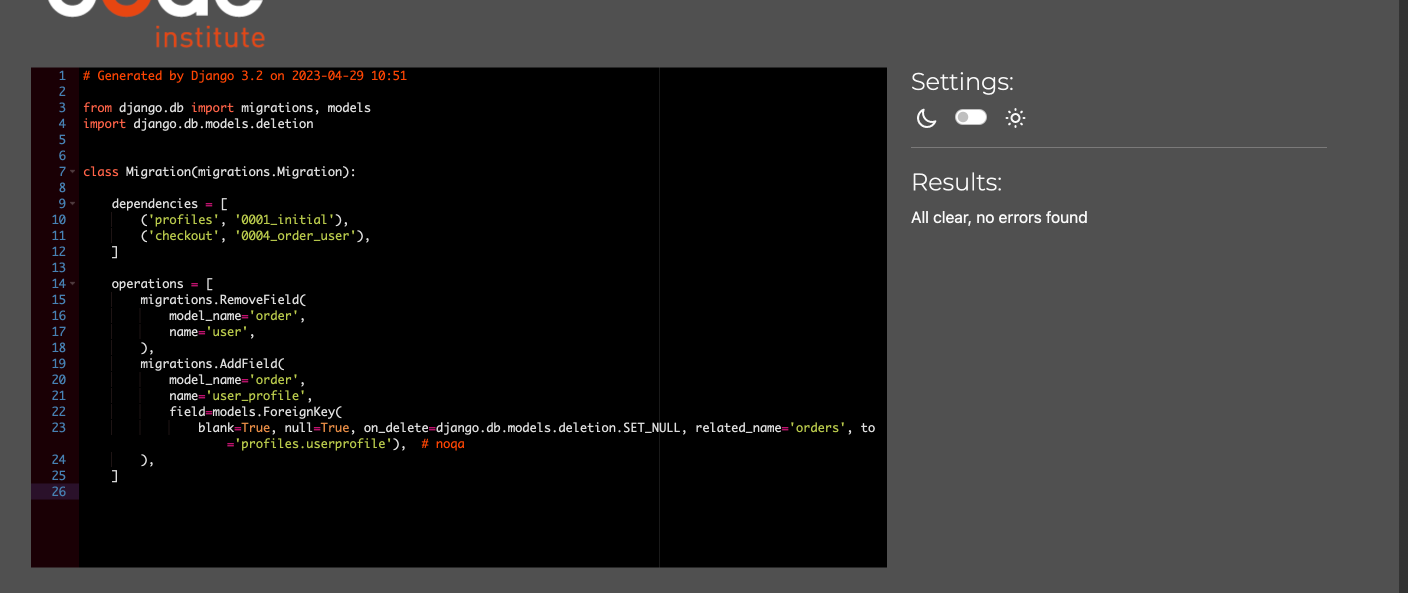 institute
1 # Generated by Django 3.2 on 2023-04-29 10:51
2
3 from django.db import migrations, models
4 import django.db.models.deletion
5
6
7 class Migration(migrations.Migration):
8
9     dependencies = [
10         ('profiles', '0001_initial'),
11         ('checkout', '0004_order_user'),
12     ]
13
14     operations = [
15         migrations.RemoveField(
16             model_name='order',
17             name='user',
18         ),
19         migrations.AddField(
20             model_name='order',
21             name='user_profile',
22             field=models.ForeignKey(
23                 blank=True, null=True, on_delete=django.db.models.deletion.SET_NULL, related_name='orders', to
='profiles.userprofile'),  # noqa
24         ),
25     ]
26
Settings:
Results:
All clear, no errors found